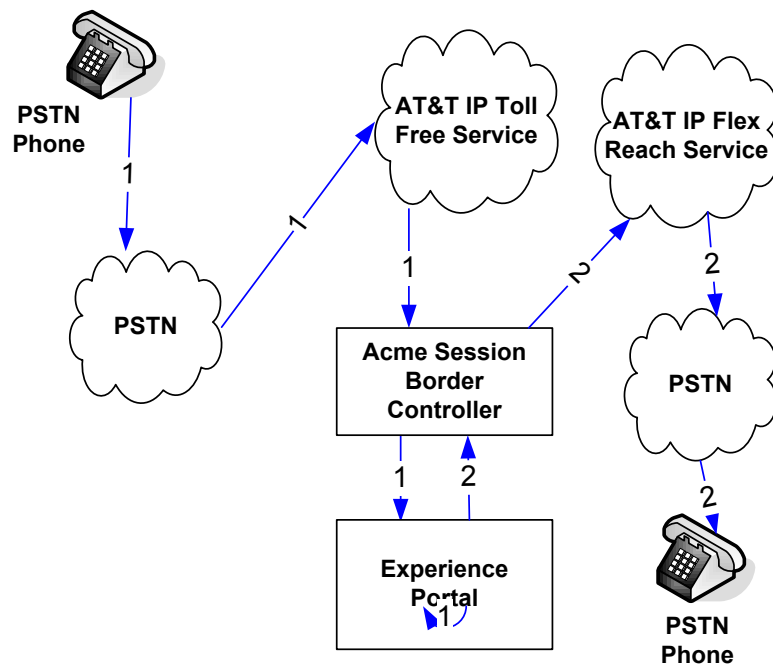 PSTN
Phone
1
PSTN
1
AT&T IP Toll
Free Service
1
Acme Session
Border
Controller
1
2
Experience
Portal
1
2
AT&T IP Flex
Reach Service
2
PSTN
2
PSTN
Phone